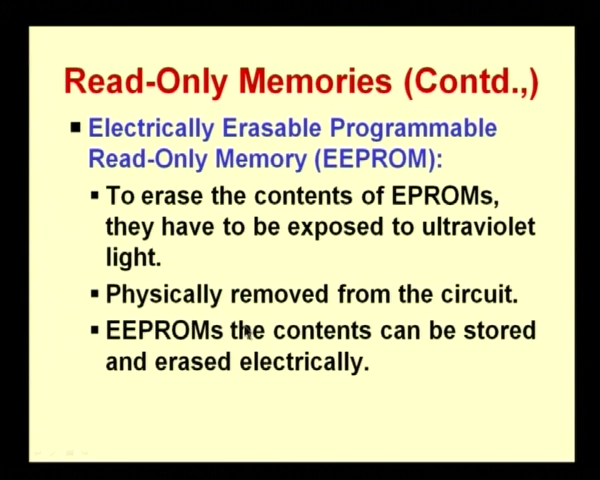 Read-Only Memories (Contd.,)
▪ Electrically Erasable Programmable
Read-Only Memory (EEPROM):
▪ To erase the contents of EPROMs,
they have to be exposed to ultraviolet
light.
▪ Physically removed from the circuit.
▪ EEPROMs the contents can be stored
and erased electrically.